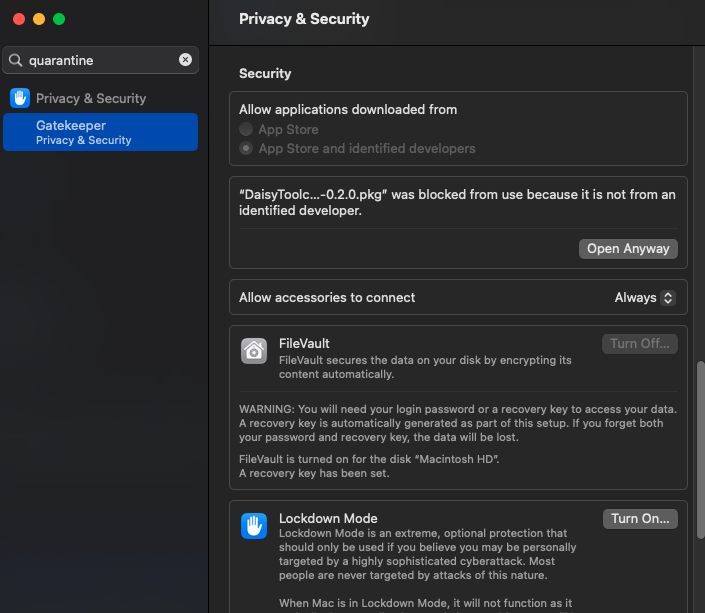 Privacy & Security
quarantine
Privacy & Security
Gatekeeper
Privacy & Security
Security
Allow applications downloaded from
App Store
App Store and identified developers
“DaisyToolc...-0.2.0.pkg” was blocked from use because it is not from an
identified developer.
Open Anyway
Allow accessories to connect
Always
FileVault
Turn Off...
FileVault secures the data on your disk by encrypting its
content automatically.
WARNING: You will need your login password or a recovery key to access your data.
A recovery key is automatically generated as part of this setup. If you forget both
your password and recovery key, the data will be lost.
FileVault is turned on for the disk “Macintosh HD”.
A recovery key has been set.
Lockdown Mode
Turn On...
Lockdown Mode is an extreme, optional protection that
should only be used if you believe you may be personally
targeted by a highly sophisticated cyberattack. Most
people are never targeted by attacks of this nature.
When Mac is in Lockdown Mode, it will not function as it